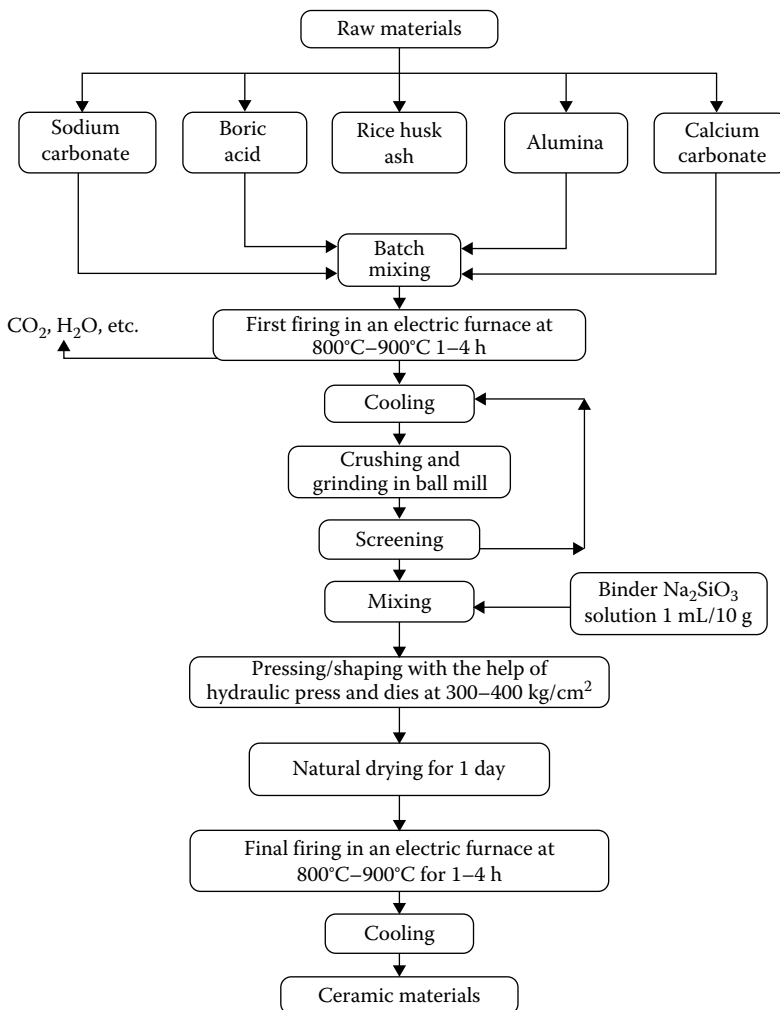 Raw materials
Sodium
carbonate
Boric
acid
Rice husk
ash
Alumina
Calcium
carbonate
Batch
mixing
CO₂, H₂O, etc.
First firing in an electric furnace at
800°C–900°C 1–4 h
Cooling
Crushing and
grinding in ball mill
Screening
Mixing
Binder Na₂SiO₃
solution 1 mL/10 g
Pressing/shaping with the help of
hydraulic press and dies at 300–400 kg/cm²
Natural drying for 1 day
Final firing in an electric furnace at
800°C–900°C for 1–4 h
Cooling
Ceramic materials